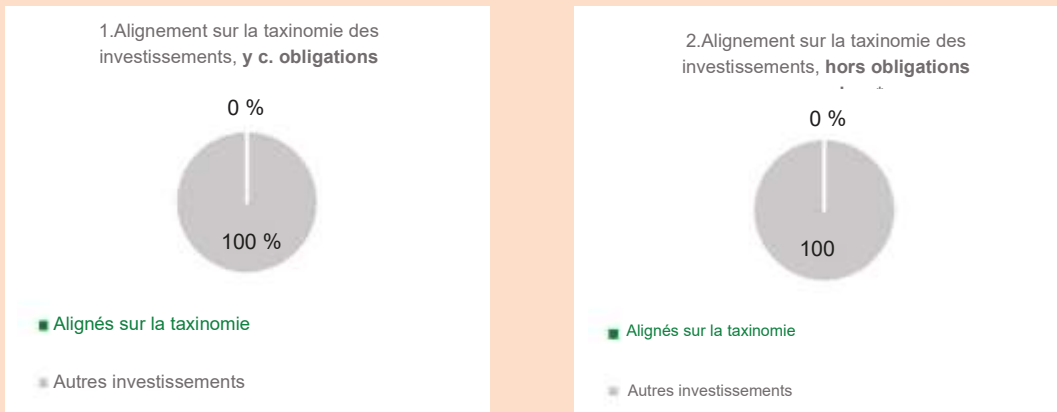 1.Alignement sur la taxinomie des
investissements, y c. obligations
0 %
100 %
Alignés sur la taxinomie
Autres investissements
2.Alignement sur la taxinomie des
investissements, hors obligations
0 %
100
Alignés sur la taxinomie
Autres investissements